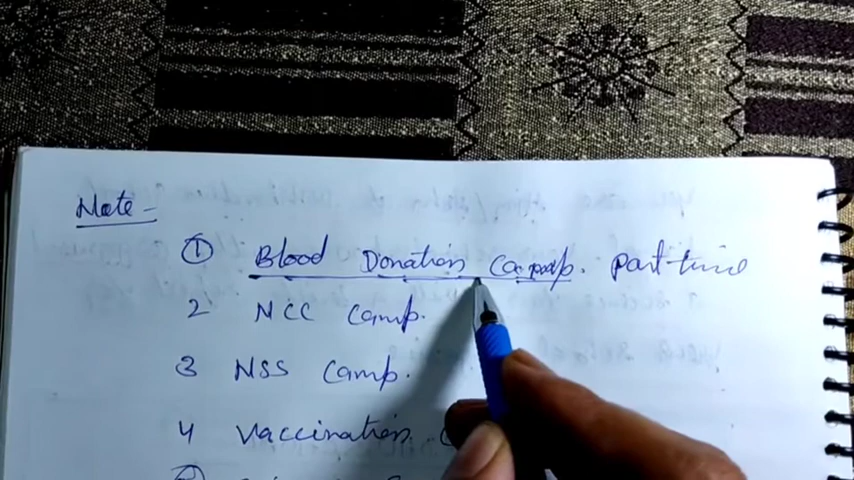 Note -
① Blood Donation Camp. Part-time
2 NCC Camp.
3 NSS Camp.
4 Vaccination